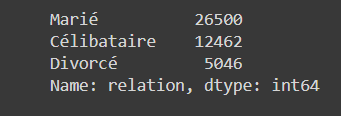 Marié 26500
Célibataire 12462
Divorcé 5046
Name: relation, dtype: int64